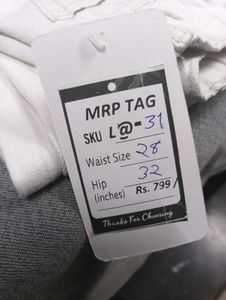 MRP TAG
SKU L@-31
Waist Size 28
Hip 32
(inches) Rs. 799/
Thanks For Choosing